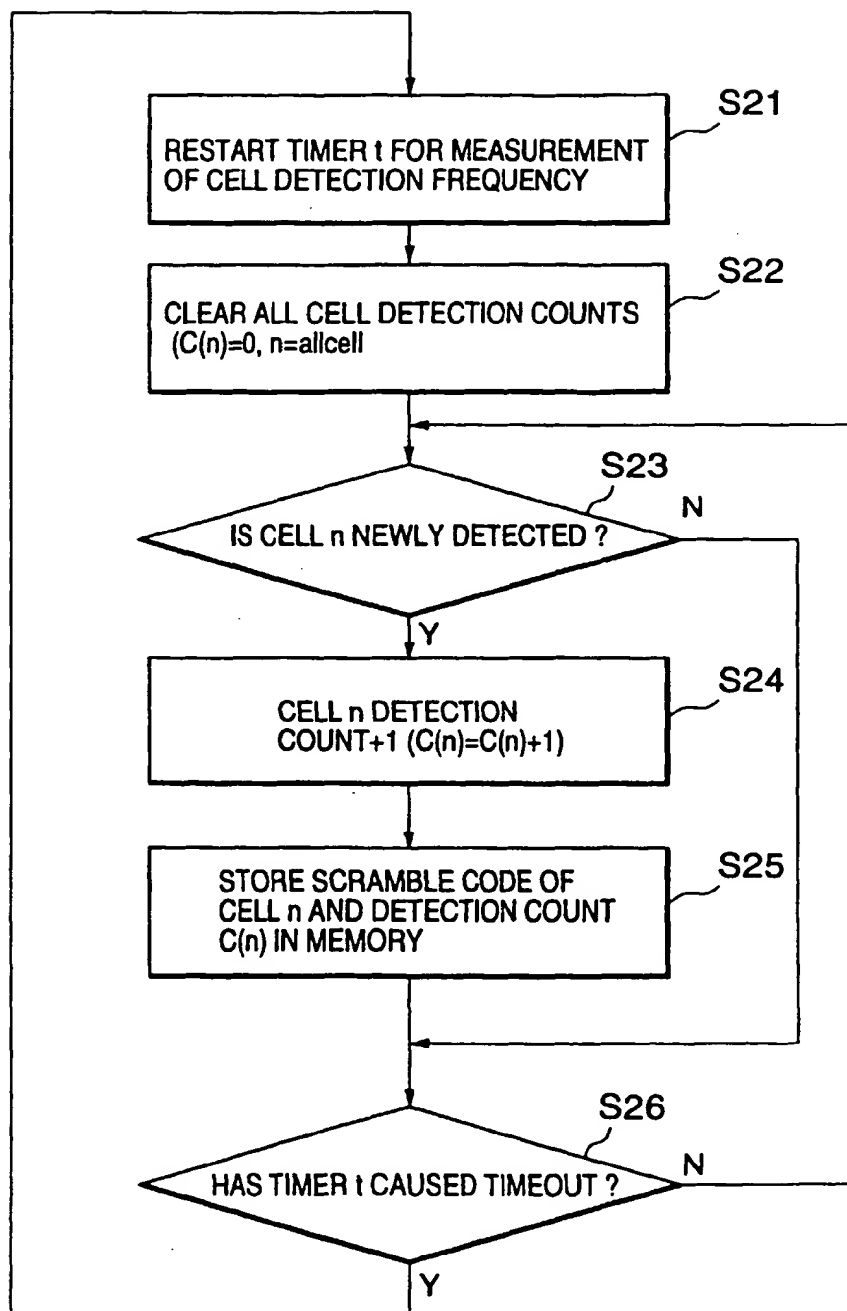 S21
RESTART TIMER t FOR MEASUREMENT
OF CELL DETECTION FREQUENCY
S22
CLEAR ALL CELL DETECTION COUNTS
(C(n)=0, n=allcell
S23
IS CELL n NEWLY DETECTED ?
N
Y
S24
CELL n DETECTION
COUNT+1 (C(n)=C(n)+1)
S25
STORE SCRAMBLE CODE OF
CELL n AND DETECTION COUNT
C(n) IN MEMORY
S26
HAS TIMER t CAUSED TIMEOUT ?
N
Y